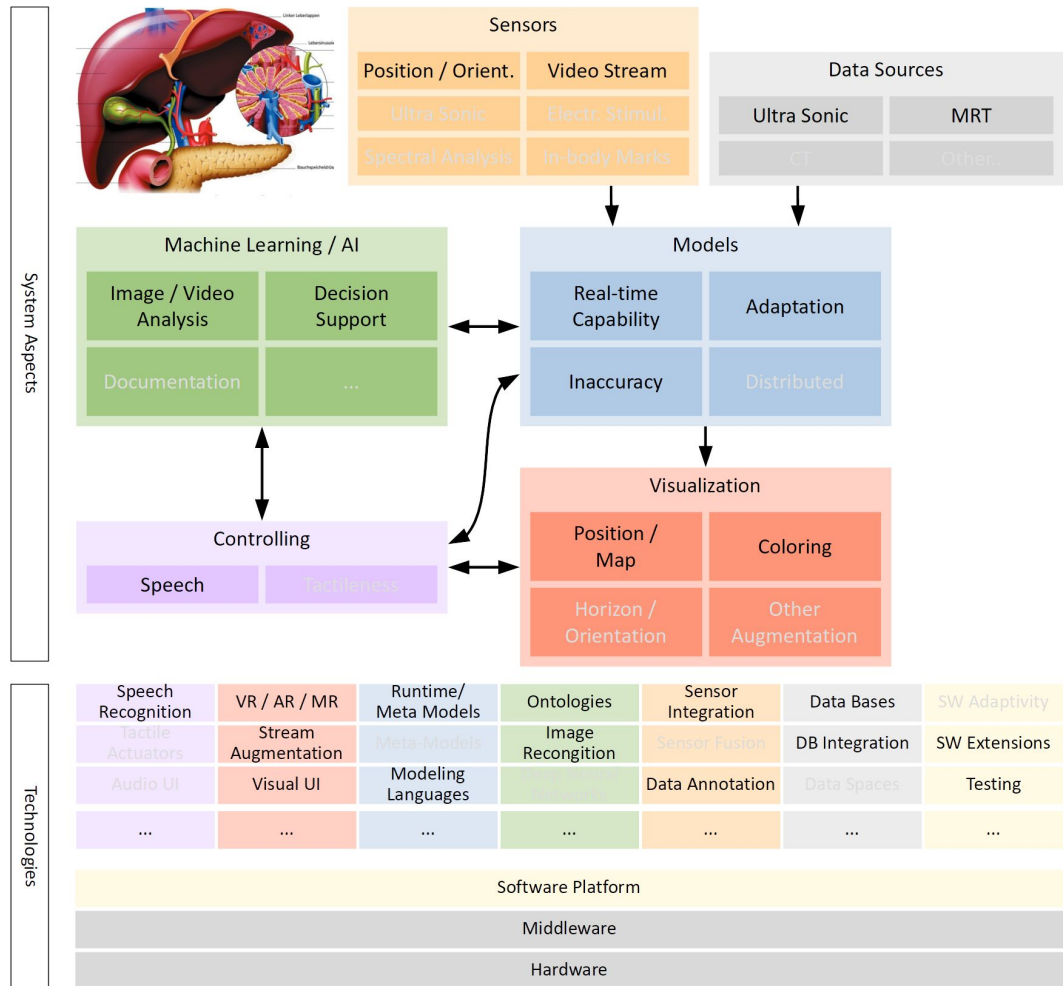 Linker Leberlappen
Sensors
Position / Orient.
Video Stream
Ultra Sonic
Electr. Stimul.
Spectral Analysis
In-body Marks
Data Sources
Ultra Sonic
MRT
CT
Other..
Machine Learning / AI
Image / Video
Analysis
Decision
Support
Documentation
...
Models
Real-time
Capability
Adaptation
Inaccuracy
Distributed
Controlling
Speech
Tactileness
Visualization
Position /
Map
Coloring
Horizon /
Orientation
Other
Augmentation
System Aspects
Technologies
Speech
Recognition
VR / AR / MR
Runtime/
Meta Models
Ontologies
Sensor
Integration
Data Bases
SW Adaptivity
Tactile
Actuators
Stream
Augmentation
Meta-Models
Image
Recongition
Sensor Fusion
DB Integration
SW Extensions
Audio UI
Visual UI
Modeling
Languages
Networks
Data Annotation
Data Spaces
Testing
...
...
...
...
...
...
...
Software Platform
Middleware
Hardware